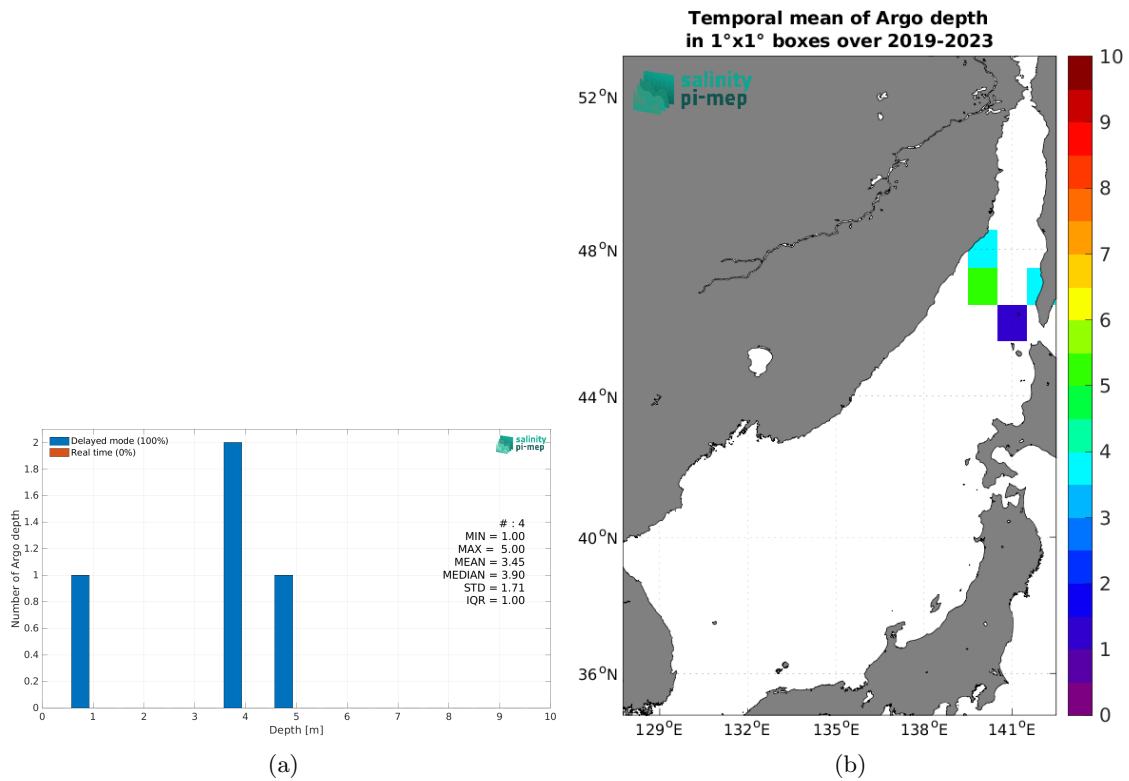 Delayed mode (100%)
Real time (0%)
salinity
pi-mep
# : 4
MIN = 1.00
MAX =  5.00
MEAN = 3.45
MEDIAN = 3.90
STD = 1.71
IQR = 1.00
Number of Argo depth
2
1.8
1.6
1.4
1.2
1
0.8
0.6
0.4
0.2
0
0 1 2 3 4 5 6 7 8 9 10
Depth [m]
(a)
Temporal mean of Argo depth
in 1°x1° boxes over 2019-2023
salinity
pi-mep
52°N
48°N
44°N
40°N
36°N
129°E 132°E 135°E 138°E 141°E
10
9
8
7
6
5
4
3
2
1
0
(b)